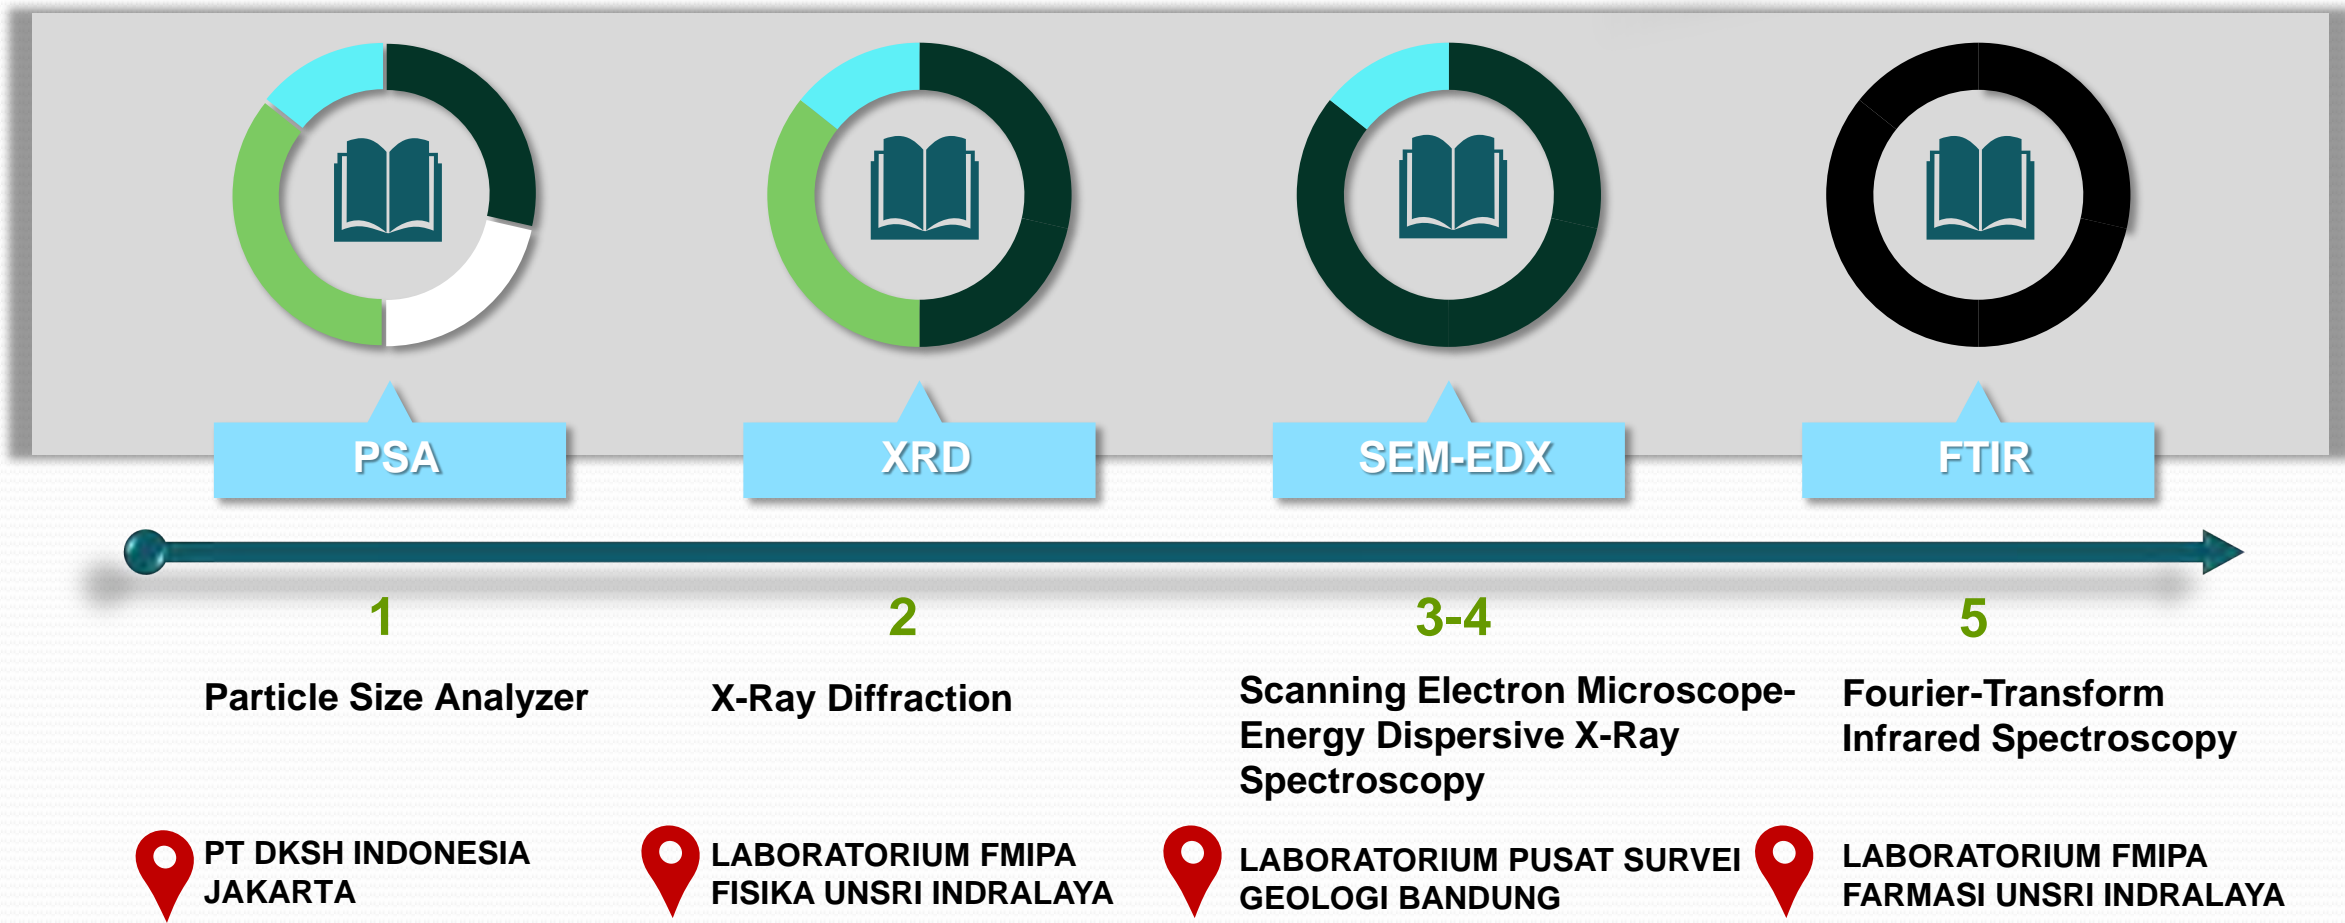 PSA
XRD
SEM-EDX
FTIR
1
2
3-4
5
Particle Size Analyzer
X-Ray Diffraction
Scanning Electron Microscope-
Energy Dispersive X-Ray
Spectroscopy
Fourier-Transform
Infrared Spectroscopy
PT DKSH INDONESIA
JAKARTA
LABORATORIUM FMIPA
FISIKA UNSRI INDRALAYA
LABORATORIUM PUSAT SURVEI
GEOLOGI BANDUNG
LABORATORIUM FMIPA
FARMASI UNSRI INDRALAYA